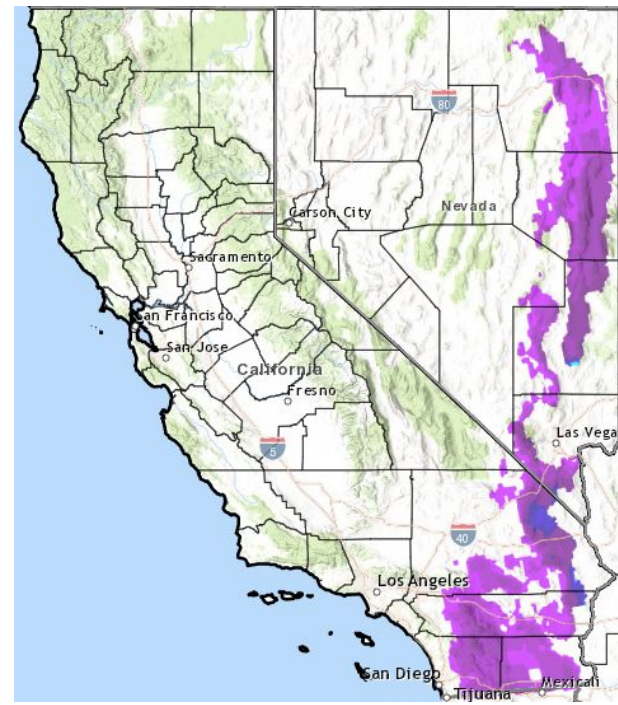 80
Carson City
Nevada
Sacramento
San Francisco
San Jose
California
Fresno
Las Vega
5
40
Los Angeles
San Diego
Mexicali
Tijuana